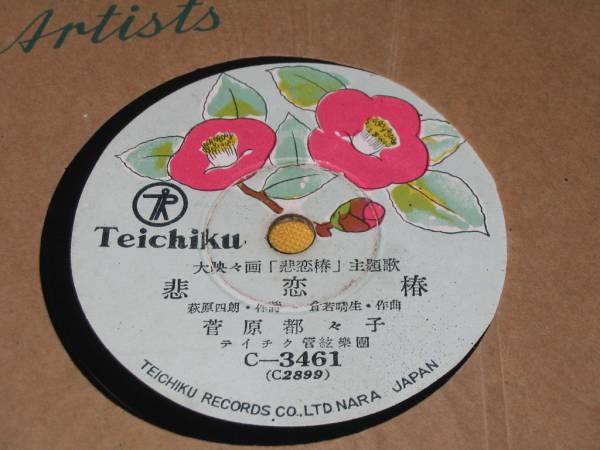 Artists
Teichiku
大映々画「悲恋椿」主題歌
悲恋椿
萩原四朗・作詩 倉若晴生・作曲
菅原都々子
テイチク管絃樂團
C—3461
(C2899)
TEICHIKU RECORDS CO., LTD NARA JAPAN